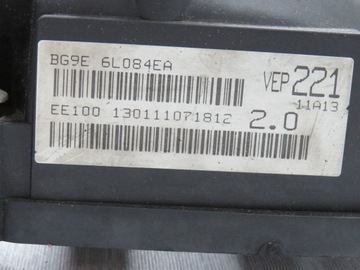 BG9E 6L084EA
VEP 221
11A13
EE100 130111071812 2.0